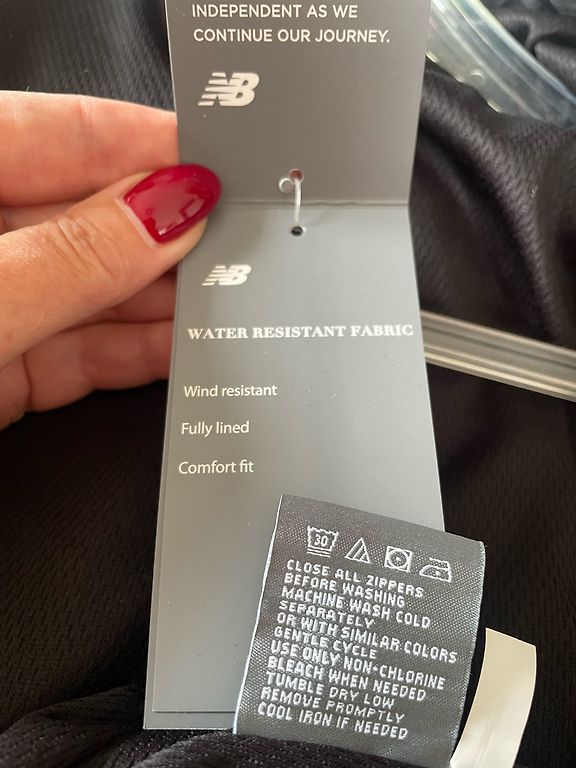 INDEPENDENT AS WE
CONTINUE OUR JOURNEY.
NB
NB
WATER RESISTANT FABRIC
Wind resistant
Fully lined
Comfort fit
30
CLOSE ALL ZIPPERS
BEFORE WASHING
MACHINE WASH COLD
SEPARATELY
OR WITH SIMILAR COLORS
GENTLE CYCLE
USE ONLY NON-CHLORINE
BLEACH WHEN NEEDED
TUMBLE DRY LOW
REMOVE PROMPTLY
COOL IRON IF NEEDED